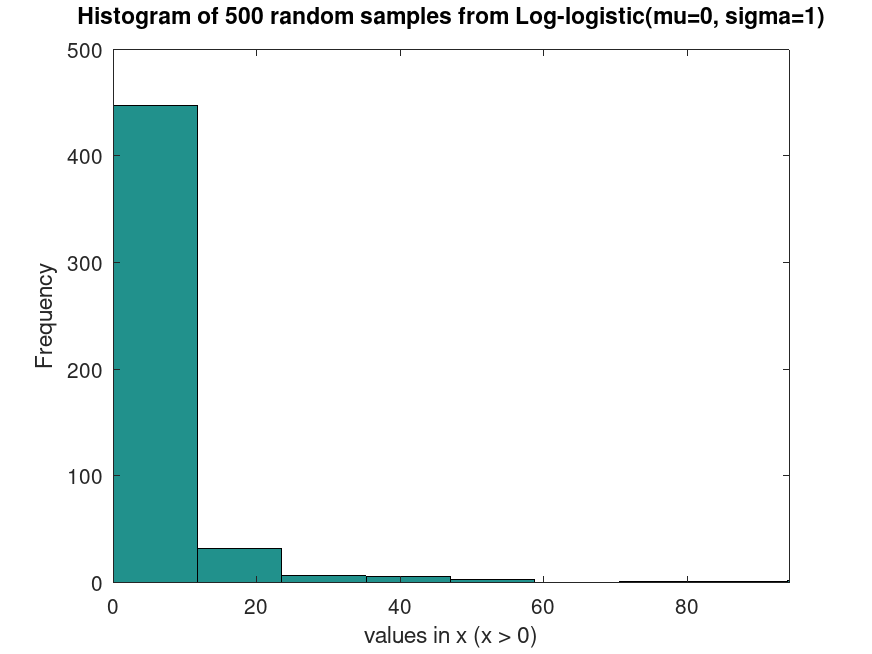 Histogram of 500 random samples from Log-logistic(mu=0, sigma=1)
500
400
300
200
100
0
Frequency
0 20 40 60 80
values in x (x > 0)